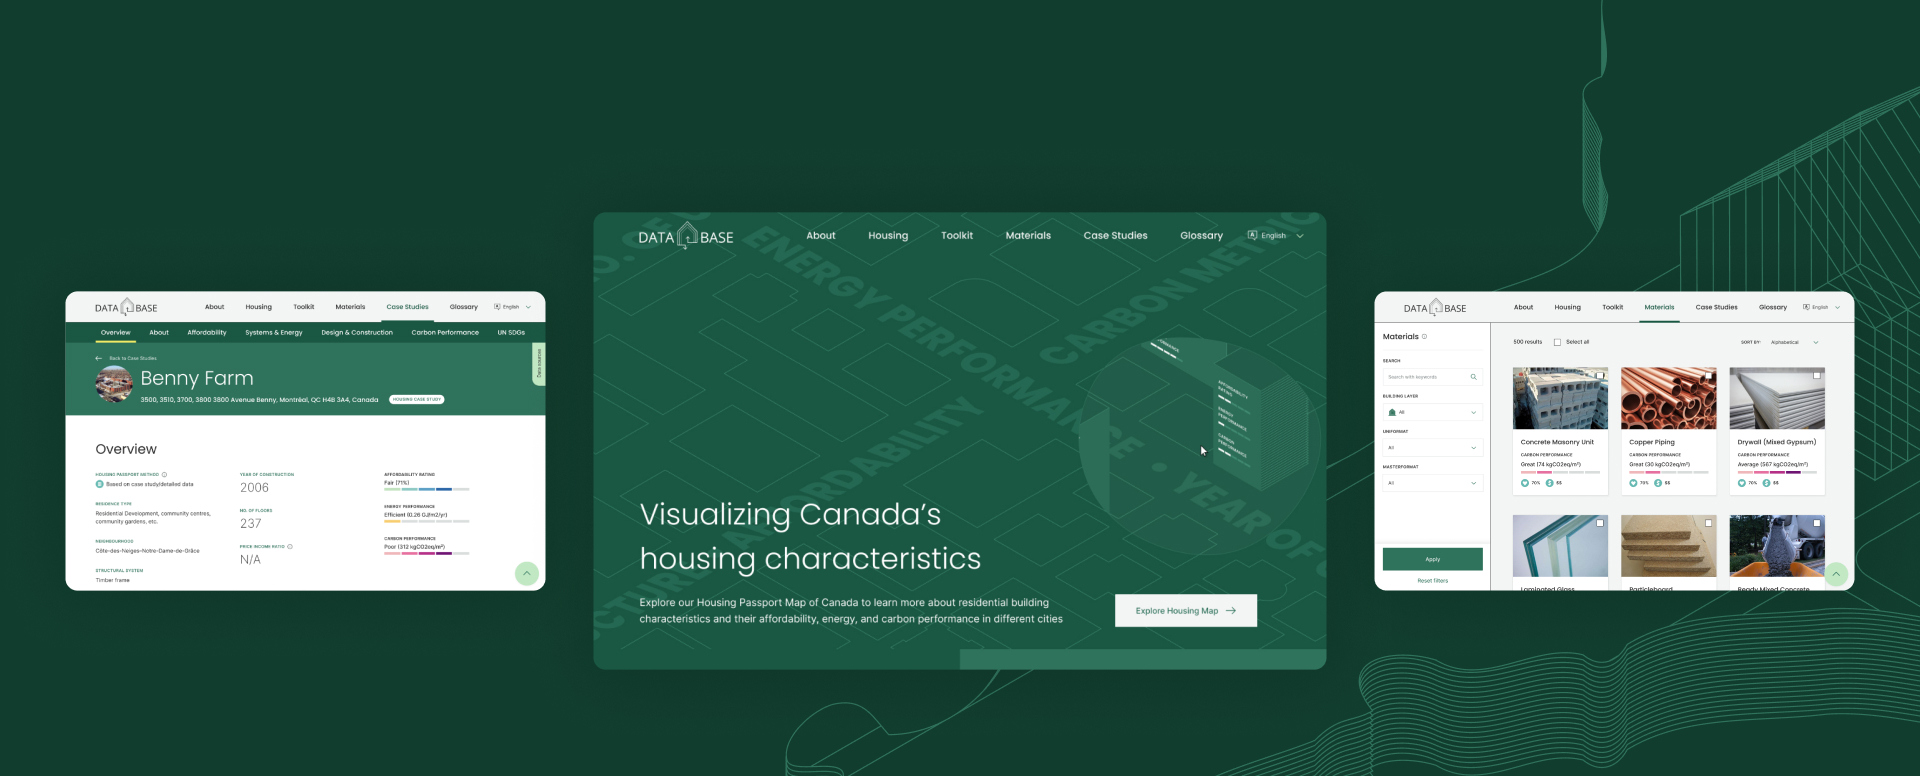 DATA BASE
About
Housing
Toolkit
Materials
Case Studies
Glossary
English
Overview
About
Affordability
Systems & Energy
Design & Construction
Carbon Performance
UN SDGs
Data sources
Back to Case Studies
Benny Farm
3500, 3510, 3700, 3800 3800 Avenue Benny, Montréal, QC H4B 3A4, Canada
HOUSING CASE STUDY
Overview
HOUSING PASSPORT METHOD
Based on case study/detailed data
RESIDENCE TYPE
Residential Development, community centres,
community gardens, etc.
NEIGHBOURHOOD
Côte-des-Neiges-Notre-Dame-de-Grâce
STRUCTURAL SYSTEM
Timber frame
YEAR OF CONSTRUCTION
2006
NO. OF FLOORS
237
PRICE INCOME RATIO
N/A
AFFORDABILITY RATING
Fair (71%)
ENERGY PERFORMANCE
Efficient (0.26 GJ/m2/yr)
CARBON PERFORMANCE
Poor (312 kgCO2eq/m²)
DATA BASE
About
Housing
Toolkit
Materials
Case Studies
Glossary
English
ENERGY PERFORMANCE
CARBON METRIC
YEAR OF
AFFORDABILITY
RATING
ENERGY
PERFORMANCE
CARBON
PERFORMANCE
Visualizing Canada's
housing characteristics
Explore our Housing Passport Map of Canada to learn more about residential building
characteristics and their affordability, energy, and carbon performance in different cities
Explore Housing Map
DATA BASE
About
Housing
Toolkit
Materials
Case Studies
Glossary
English
Materials
SEARCH
Search with keywords
BUILDING LAYER
All
UNIFORMAT
All
MASTERFORMAT
All
Apply
Reset filters
500 results
Select all
SORT BY:
Alphabetical
Concrete Masonry Unit
CARBON PERFORMANCE
Great (74 kgCO2eq/m²)
70%
$$
Copper Piping
CARBON PERFORMANCE
Great (30 kgCO2eq/m²)
70%
$$
Drywall (Mixed Gypsum)
CARBON PERFORMANCE
Average (567 kgCO2eq/m²)
70%
$$
Laminated Glass
Particleboard
Ready Mixed Concrete